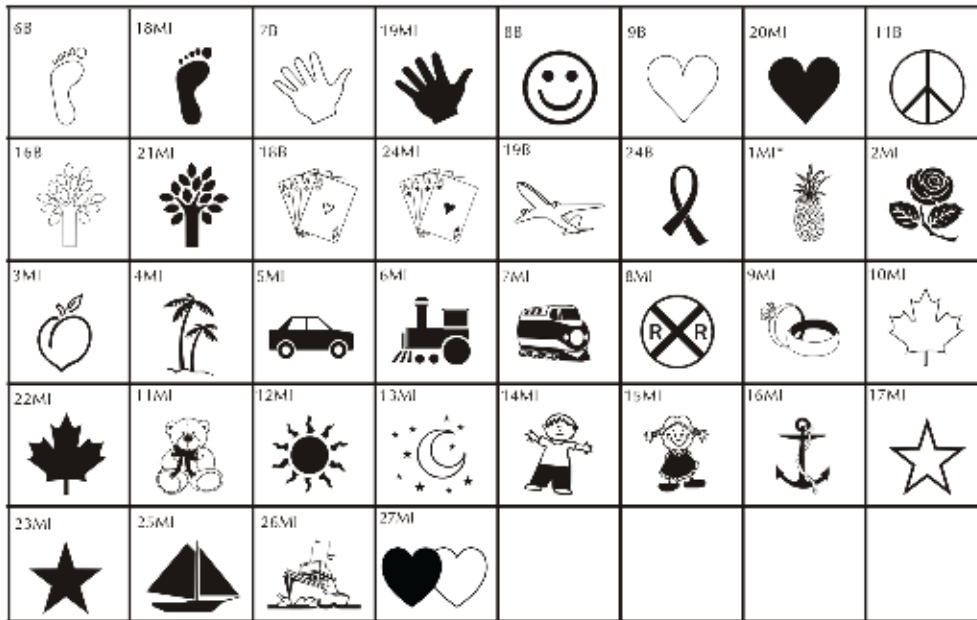 6B 18MI 7B 19MI 8B 9B 20MI 11B
16B 21MI 18B 24MI 19B 24B 1MI* 2MI
3MI 4MI 5MI 6MI 7MI 8MI 9MI 10MI
R R
22MI 11MI 12MI 13MI 14MI 15MI 16MI 17MI
23MI 25MI 26MI 27MI